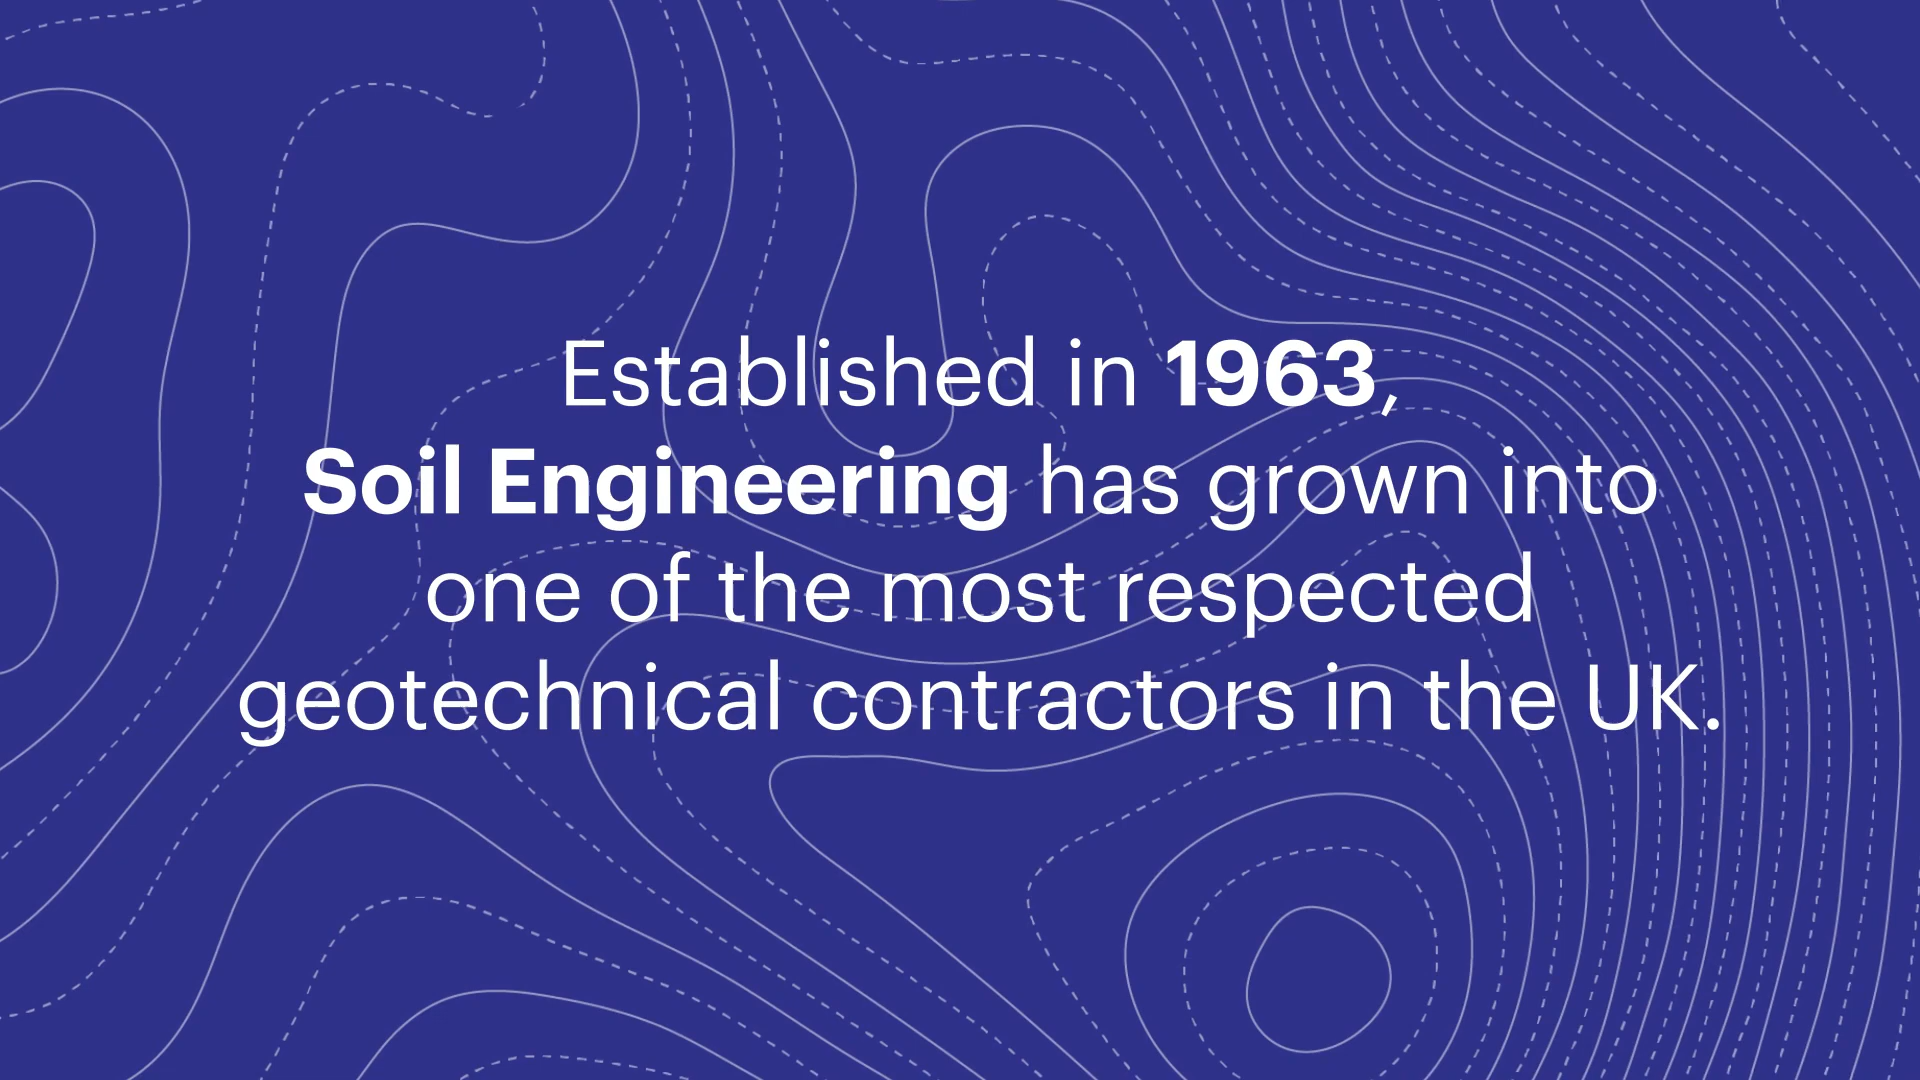 Established in 1963,
Soil Engineering has grown into
one of the most respected
geotechnical contractors in the UK.